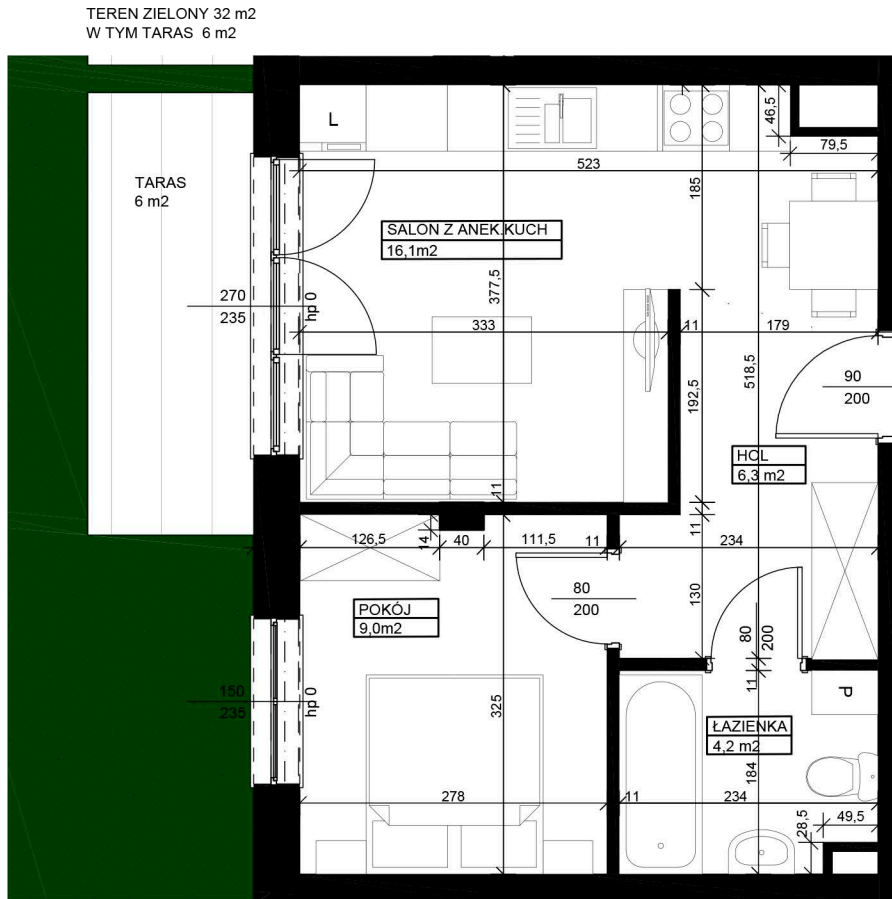 TEREN ZIELONY 32 m2
W TYM TARAS 6 m2
L
46,5
79,5
523
185
TARAS
6 m2
SALON Z ANEK.KUCH
16,1m2
377,5
270
235
hp 0
333
11
179
518,5
192,5
90
200
HOL
6,3 m2
11
126,5
14
40
111,5
11
11
234
80
200
130
POKÓJ
9,0m2
80
200
11
P
150
235
hp 0
325
ŁAZIENKA
4,2 m2
184
278
11
234
28,5
49,5